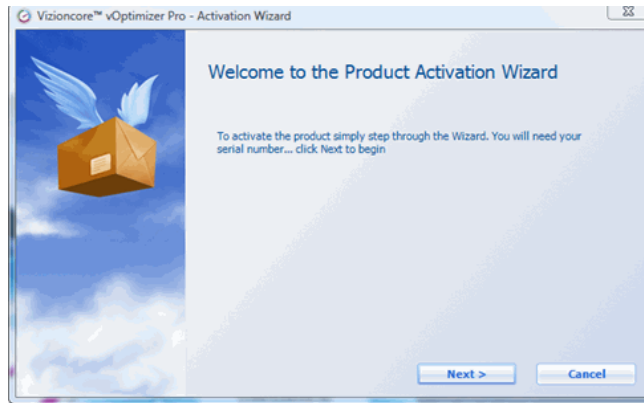 Vizioncore™ vOptimizer Pro - Activation Wizard
Welcome to the Product Activation Wizard
To activate the product simply step through the Wizard. You will need your
serial number... click Next to begin
Next >
Cancel